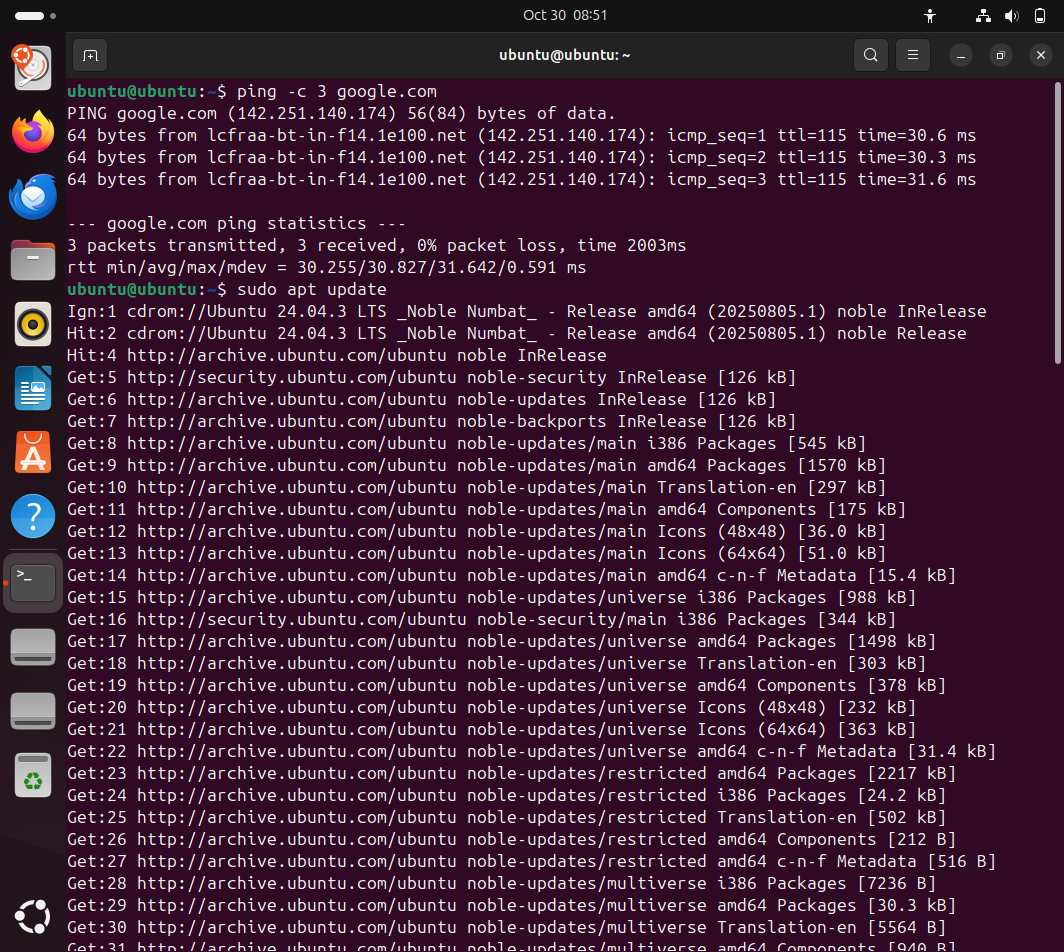 Oct 30 08:51
ubuntu@ubuntu: ~
ubuntu@ubuntu:~$ ping -c 3 google.com
PING google.com (142.251.140.174) 56(84) bytes of data.
64 bytes from lcfraa-bt-in-f14.1e100.net (142.251.140.174): icmp_seq=1 ttl=115 time=30.6 ms
64 bytes from lcfraa-bt-in-f14.1e100.net (142.251.140.174): icmp_seq=2 ttl=115 time=30.3 ms
64 bytes from lcfraa-bt-in-f14.1e100.net (142.251.140.174): icmp_seq=3 ttl=115 time=31.6 ms
--- google.com ping statistics ---
3 packets transmitted, 3 received, 0% packet loss, time 2003ms
rtt min/avg/max/mdev = 30.255/30.827/31.642/0.591 ms
ubuntu@ubuntu:~$ sudo apt update
Ign:1 cdrom://Ubuntu 24.04.3 LTS _Noble Numbat_ - Release amd64 (20250805.1) noble InRelease
Hit:2 cdrom://Ubuntu 24.04.3 LTS _Noble Numbat_ - Release amd64 (20250805.1) noble Release
Hit:4 http://archive.ubuntu.com/ubuntu noble InRelease
Get:5 http://security.ubuntu.com/ubuntu noble-security InRelease [126 kB]
Get:6 http://archive.ubuntu.com/ubuntu noble-updates InRelease [126 kB]
Get:7 http://archive.ubuntu.com/ubuntu noble-backports InRelease [126 kB]
Get:8 http://archive.ubuntu.com/ubuntu noble-updates/main i386 Packages [545 kB]
Get:9 http://archive.ubuntu.com/ubuntu noble-updates/main amd64 Packages [1570 kB]
Get:10 http://archive.ubuntu.com/ubuntu noble-updates/main Translation-en [297 kB]
Get:11 http://archive.ubuntu.com/ubuntu noble-updates/main amd64 Components [175 kB]
Get:12 http://archive.ubuntu.com/ubuntu noble-updates/main Icons (48x48) [36.0 kB]
Get:13 http://archive.ubuntu.com/ubuntu noble-updates/main Icons (64x64) [51.0 kB]
Get:14 http://archive.ubuntu.com/ubuntu noble-updates/main amd64 c-n-f Metadata [15.4 kB]
Get:15 http://archive.ubuntu.com/ubuntu noble-updates/universe i386 Packages [988 kB]
Get:16 http://security.ubuntu.com/ubuntu noble-security/main i386 Packages [344 kB]
Get:17 http://archive.ubuntu.com/ubuntu noble-updates/universe amd64 Packages [1498 kB]
Get:18 http://archive.ubuntu.com/ubuntu noble-updates/universe Translation-en [303 kB]
Get:19 http://archive.ubuntu.com/ubuntu noble-updates/universe amd64 Components [378 kB]
Get:20 http://archive.ubuntu.com/ubuntu noble-updates/universe Icons (48x48) [232 kB]
Get:21 http://archive.ubuntu.com/ubuntu noble-updates/universe Icons (64x64) [363 kB]
Get:22 http://archive.ubuntu.com/ubuntu noble-updates/universe amd64 c-n-f Metadata [31.4 kB]
Get:23 http://archive.ubuntu.com/ubuntu noble-updates/restricted amd64 Packages [2217 kB]
Get:24 http://archive.ubuntu.com/ubuntu noble-updates/restricted i386 Packages [24.2 kB]
Get:25 http://archive.ubuntu.com/ubuntu noble-updates/restricted Translation-en [502 kB]
Get:26 http://archive.ubuntu.com/ubuntu noble-updates/restricted amd64 Components [212 B]
Get:27 http://archive.ubuntu.com/ubuntu noble-updates/restricted amd64 c-n-f Metadata [516 B]
Get:28 http://archive.ubuntu.com/ubuntu noble-updates/multiverse i386 Packages [7236 B]
Get:29 http://archive.ubuntu.com/ubuntu noble-updates/multiverse amd64 Packages [30.3 kB]
Get:30 http://archive.ubuntu.com/ubuntu noble-updates/multiverse Translation-en [5564 B]
Get:31 http://archive.ubuntu.com/ubuntu noble-updates/multiverse amd64 Components [940 B]